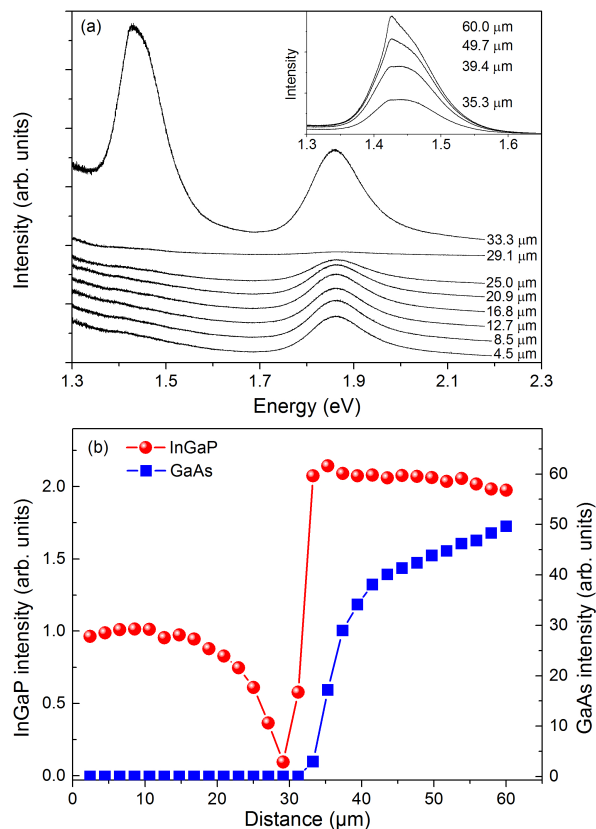 (a)
Intensity (arb. units)
Intensity
60.0 μm
49.7 μm
39.4 μm
35.3 μm
1.3 1.4 1.5 1.6
33.3 μm
29.1 μm
25.0 μm
20.9 μm
16.8 μm
12.7 μm
8.5 μm
4.5 μm
1.3 1.5 1.7 1.9 2.1 2.3
Energy (eV)
(b)
InGaP
GaAs
InGaP intensity (arb. units)
2.0
1.5
1.0
0.5
0.0
60
50
40
30
20
10
0
GaAs intensity (arb. units)
0 10 20 30 40 50 60
Distance (μm)